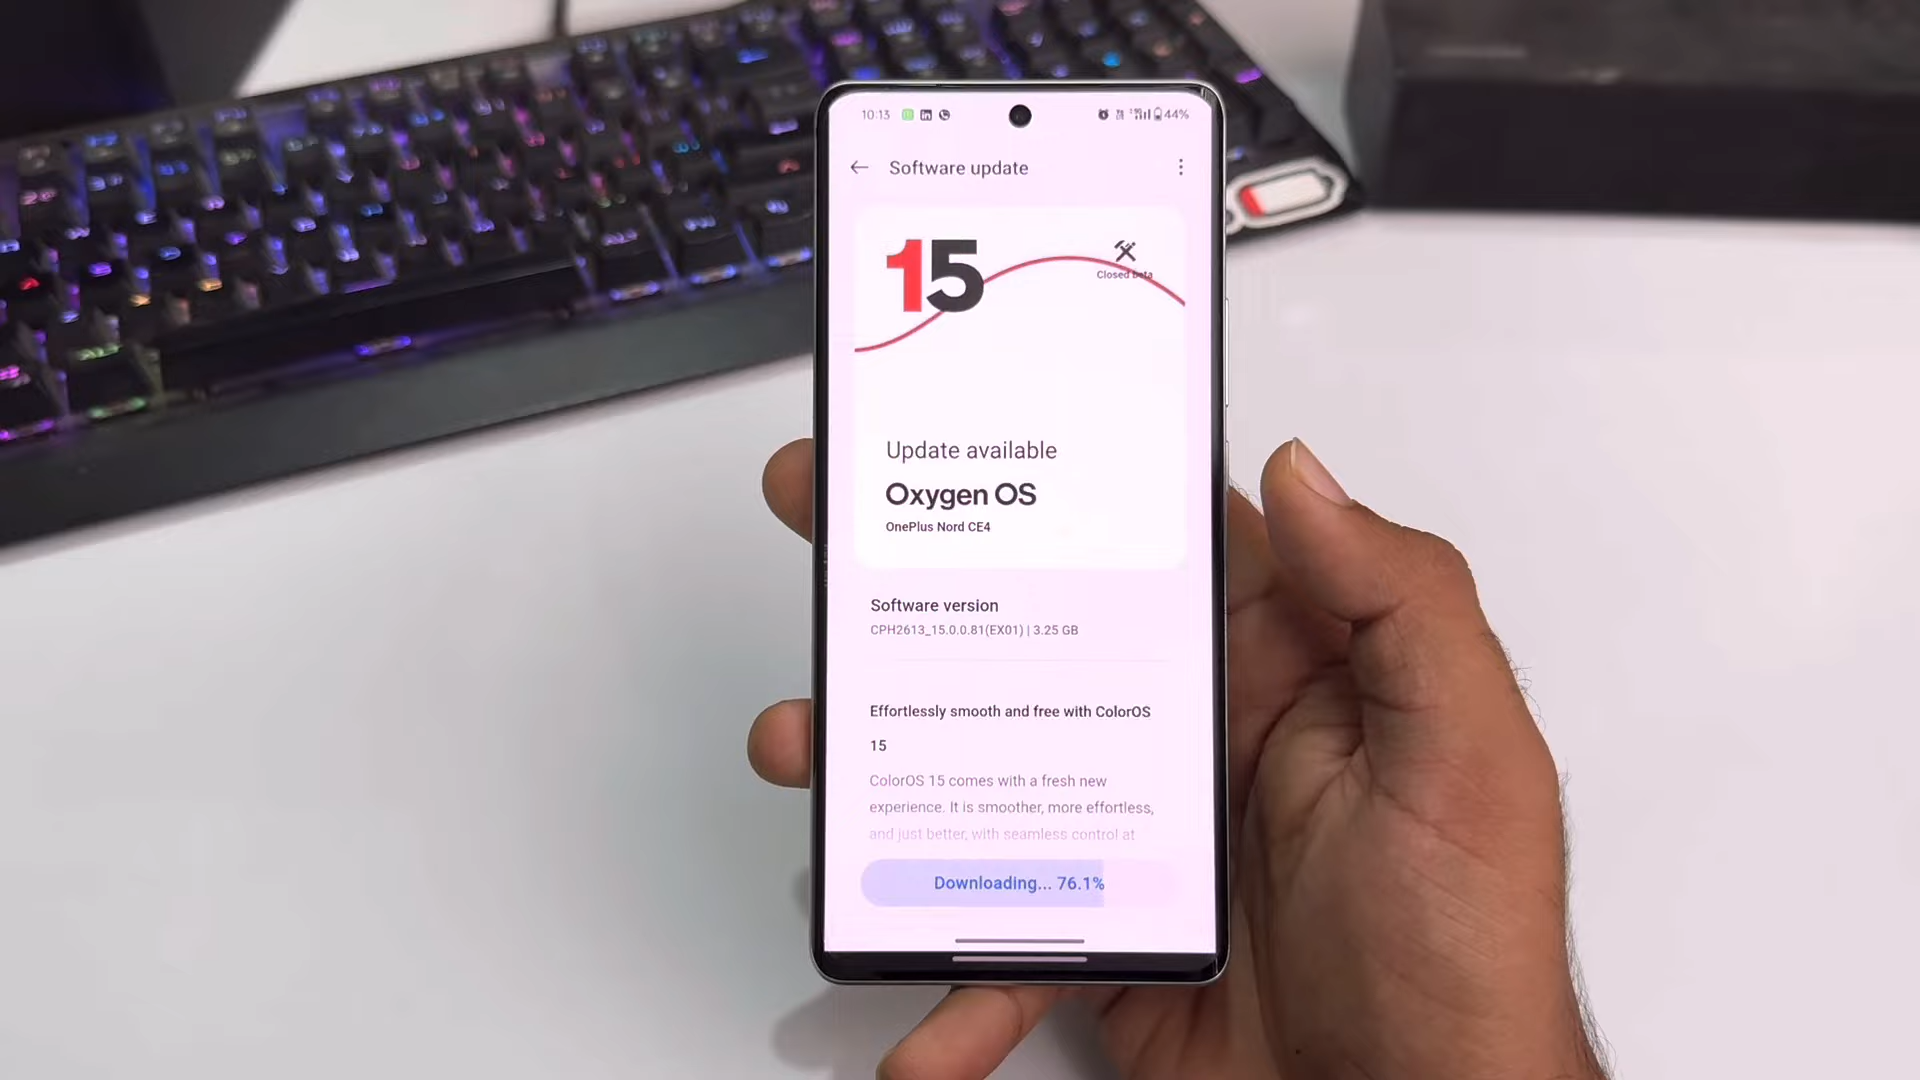 10:13
44%
Software update
15
Closed beta
Update available
Oxygen OS
OnePlus Nord CE4
Software version
CPH2613_15.0.0.81(EX01) | 3.25 GB
Effortlessly smooth and free with ColorOS
15
ColorOS 15 comes with a fresh new
experience. It is smoother, more effortless,
and just better, with seamless control at
Downloading... 76.1%